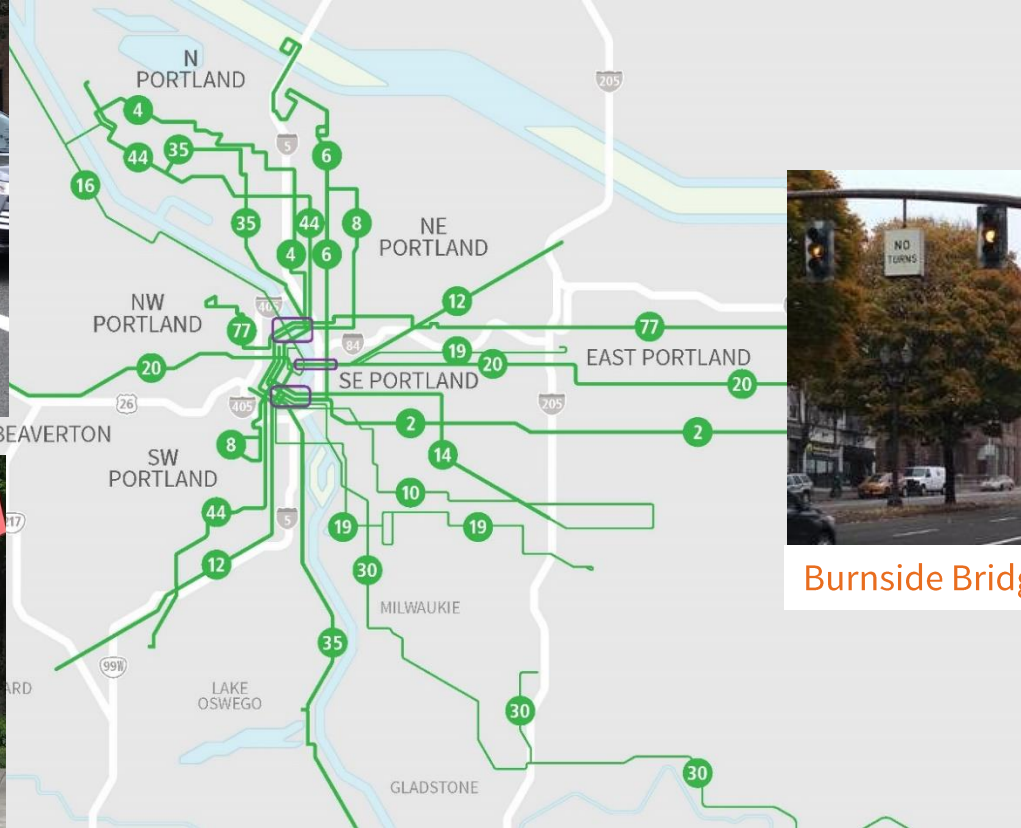 N
PORTLAND
205
4
5
44
35
6
16
35
44
8
4
6
NE
PORTLAND
NO
TURNS
12
NW
PORTLAND
405
77
77
84
19
20
EAST PORTLAND
20
SE PORTLAND
20
26
405
205
BEAVERTON
2
2
8
14
SW
PORTLAND
10
44
217
5
19
19
12
30
Burnside
MILWAUKIE
35
99W
LAKE
OSWEGO
30
30
GLADSTONE